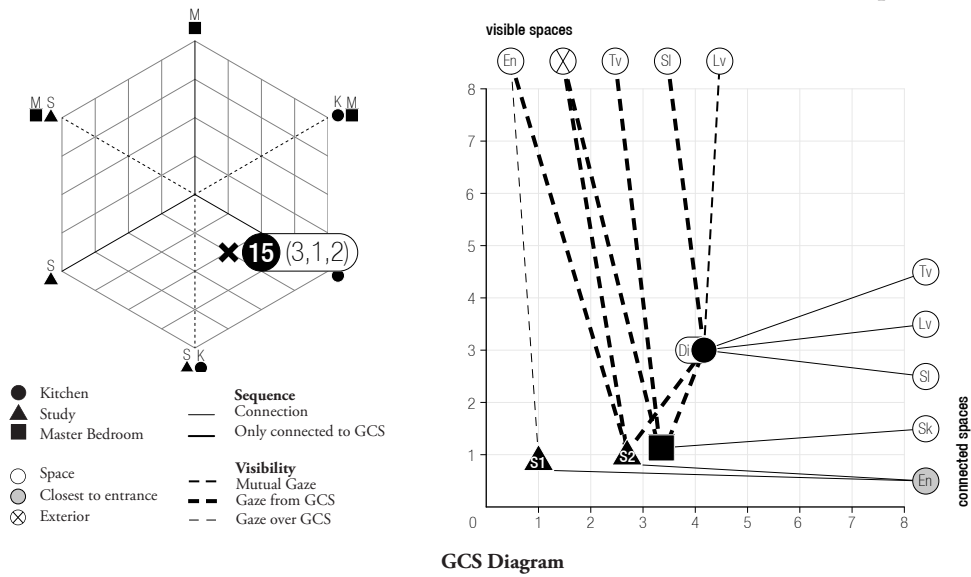 M
M S
K M
15 (3,1,2)
S
S K
Kitchen
Study
Master Bedroom
Space
Closest to entrance
Exterior
Sequence
Connection
Only connected to GCS
Visibility
Mutual Gaze
Gaze from GCS
Gaze over GCS
visible spaces
En
Tv
Sl
Lv
8
7
6
5
4
3
2
1
0
1
2
3
4
5
6
7
8
Di
S1
S2
Tv
Lv
Sl
Sk
En
connected spaces
GCS Diagram